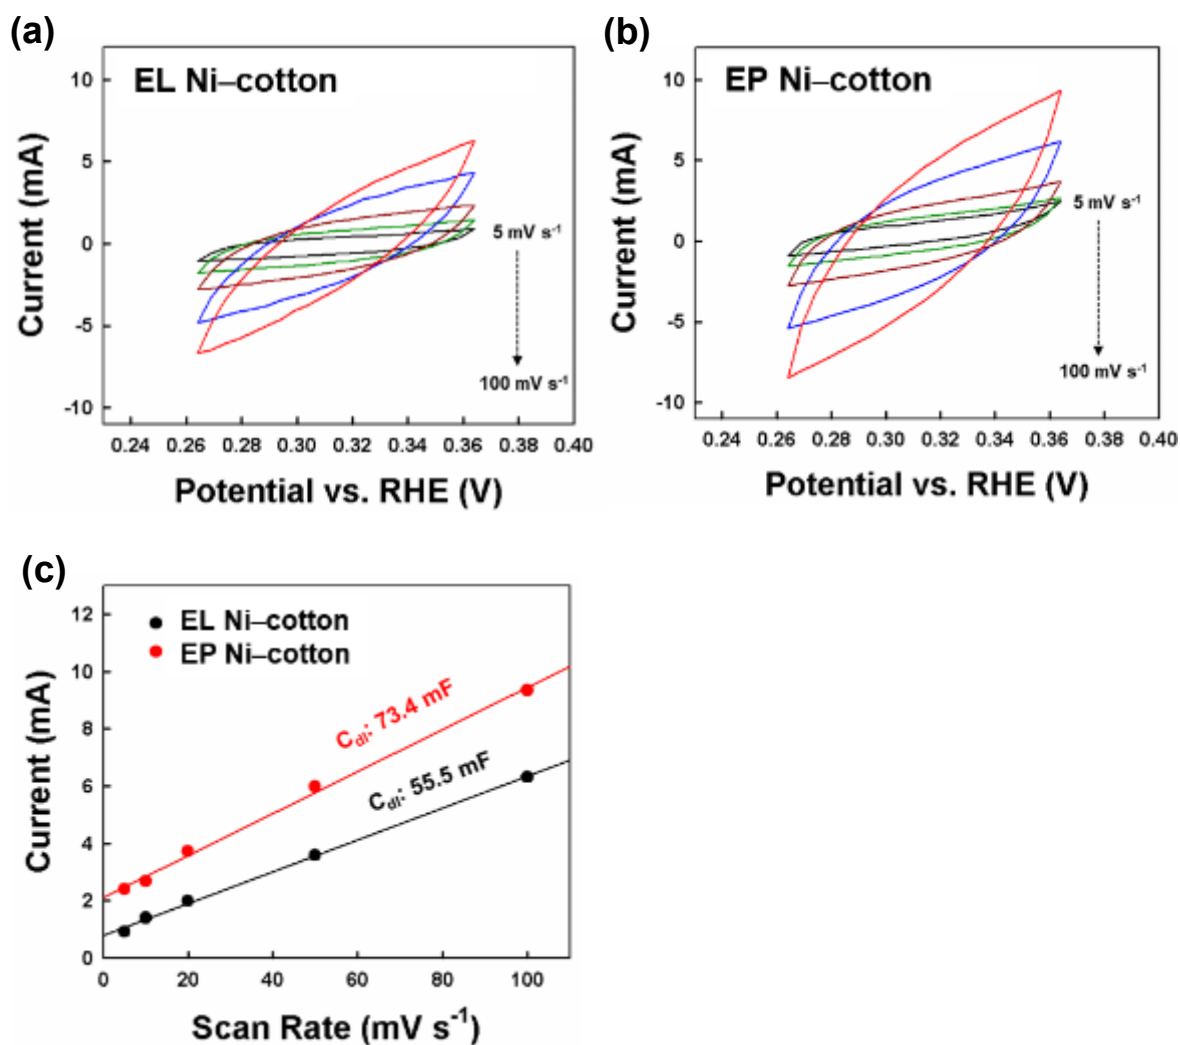 (a)
EL Ni–cotton
10
5
0
-5
-10
Current (mA)
5 mV s⁻¹
100 mV s⁻¹
0.24 0.26 0.28 0.30 0.32 0.34 0.36 0.38 0.40
Potential vs. RHE (V)
(b)
EP Ni–cotton
10
5
0
-5
-10
Current (mA)
5 mV s⁻¹
100 mV s⁻¹
0.24 0.26 0.28 0.30 0.32 0.34 0.36 0.38 0.40
Potential vs. RHE (V)
(c)
EL Ni–cotton
EP Ni–cotton
12
10
8
6
4
2
0
Current (mA)
C_dl: 73.4 mF
C_dl: 55.5 mF
0 20 40 60 80 100
Scan Rate (mV s⁻¹)